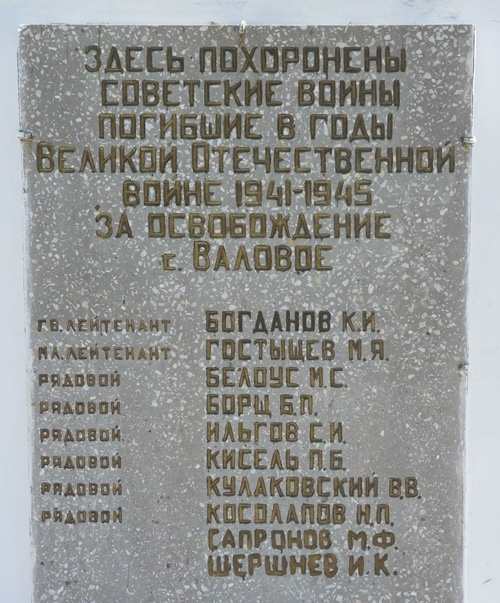 ЗДЕСЬ ПОХОРОНЕНЫ
СОВЕТСКИЕ ВОИНЫ
ПОГИБШИЕ В ГОДЫ
ВЕЛИКОЙ ОТЕЧЕСТВЕННОЙ
ВОЙНЕ 1941-1945
ЗА ОСВОБОЖДЕНИЕ
с. ВАЛОВОЕ
ГВ.ЛЕЙТЕНАНТ БОГДАНОВ К.И.
МЛ.ЛЕЙТЕНАНТ ГОСТЫЩЕВ М.Я.
РЯДОВОЙ БЕЛОУС М.С.
РЯДОВОЙ БОРЩ Б.П.
РЯДОВОЙ. ИЛЬГОВ С.И.
РЯДОВОЙ КИСЕЛЬ П.Б.
РЯДОВОЙ КУЛАКОВСКИЙ В.В.
РЯДОВОЙ КОСОЛАПОВ Н.П.
САПРОНОВ М.Ф.
ШЕРШНЕВ И.К.